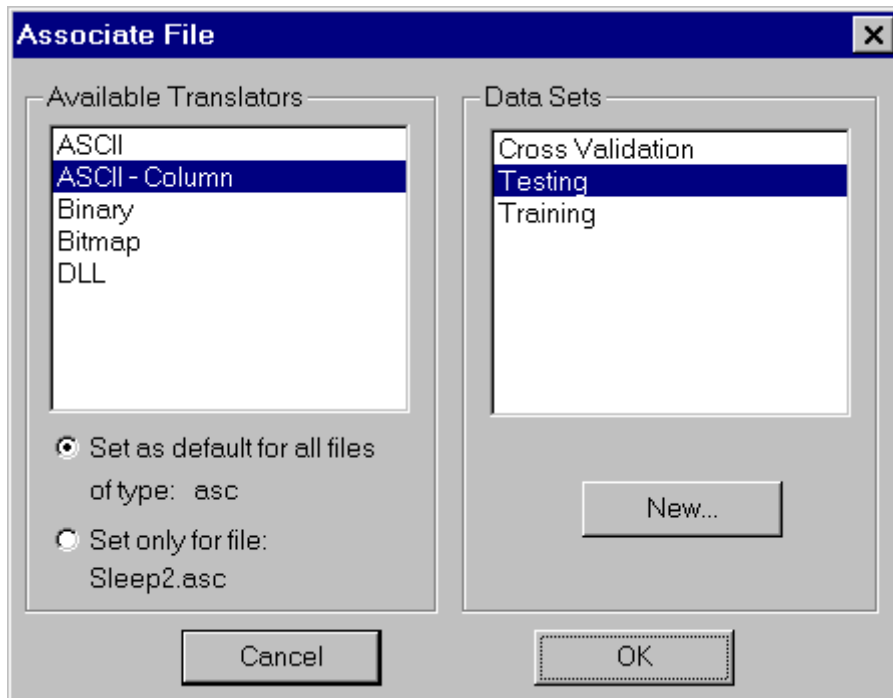 Associate File
Available Translators
ASCII
ASCII - Column
Binary
Bitmap
DLL
Set as default for all files
of type: asc
Set only for file:
Sleep2.asc
Data Sets
Cross Validation
Testing
Training
New...
Cancel
OK